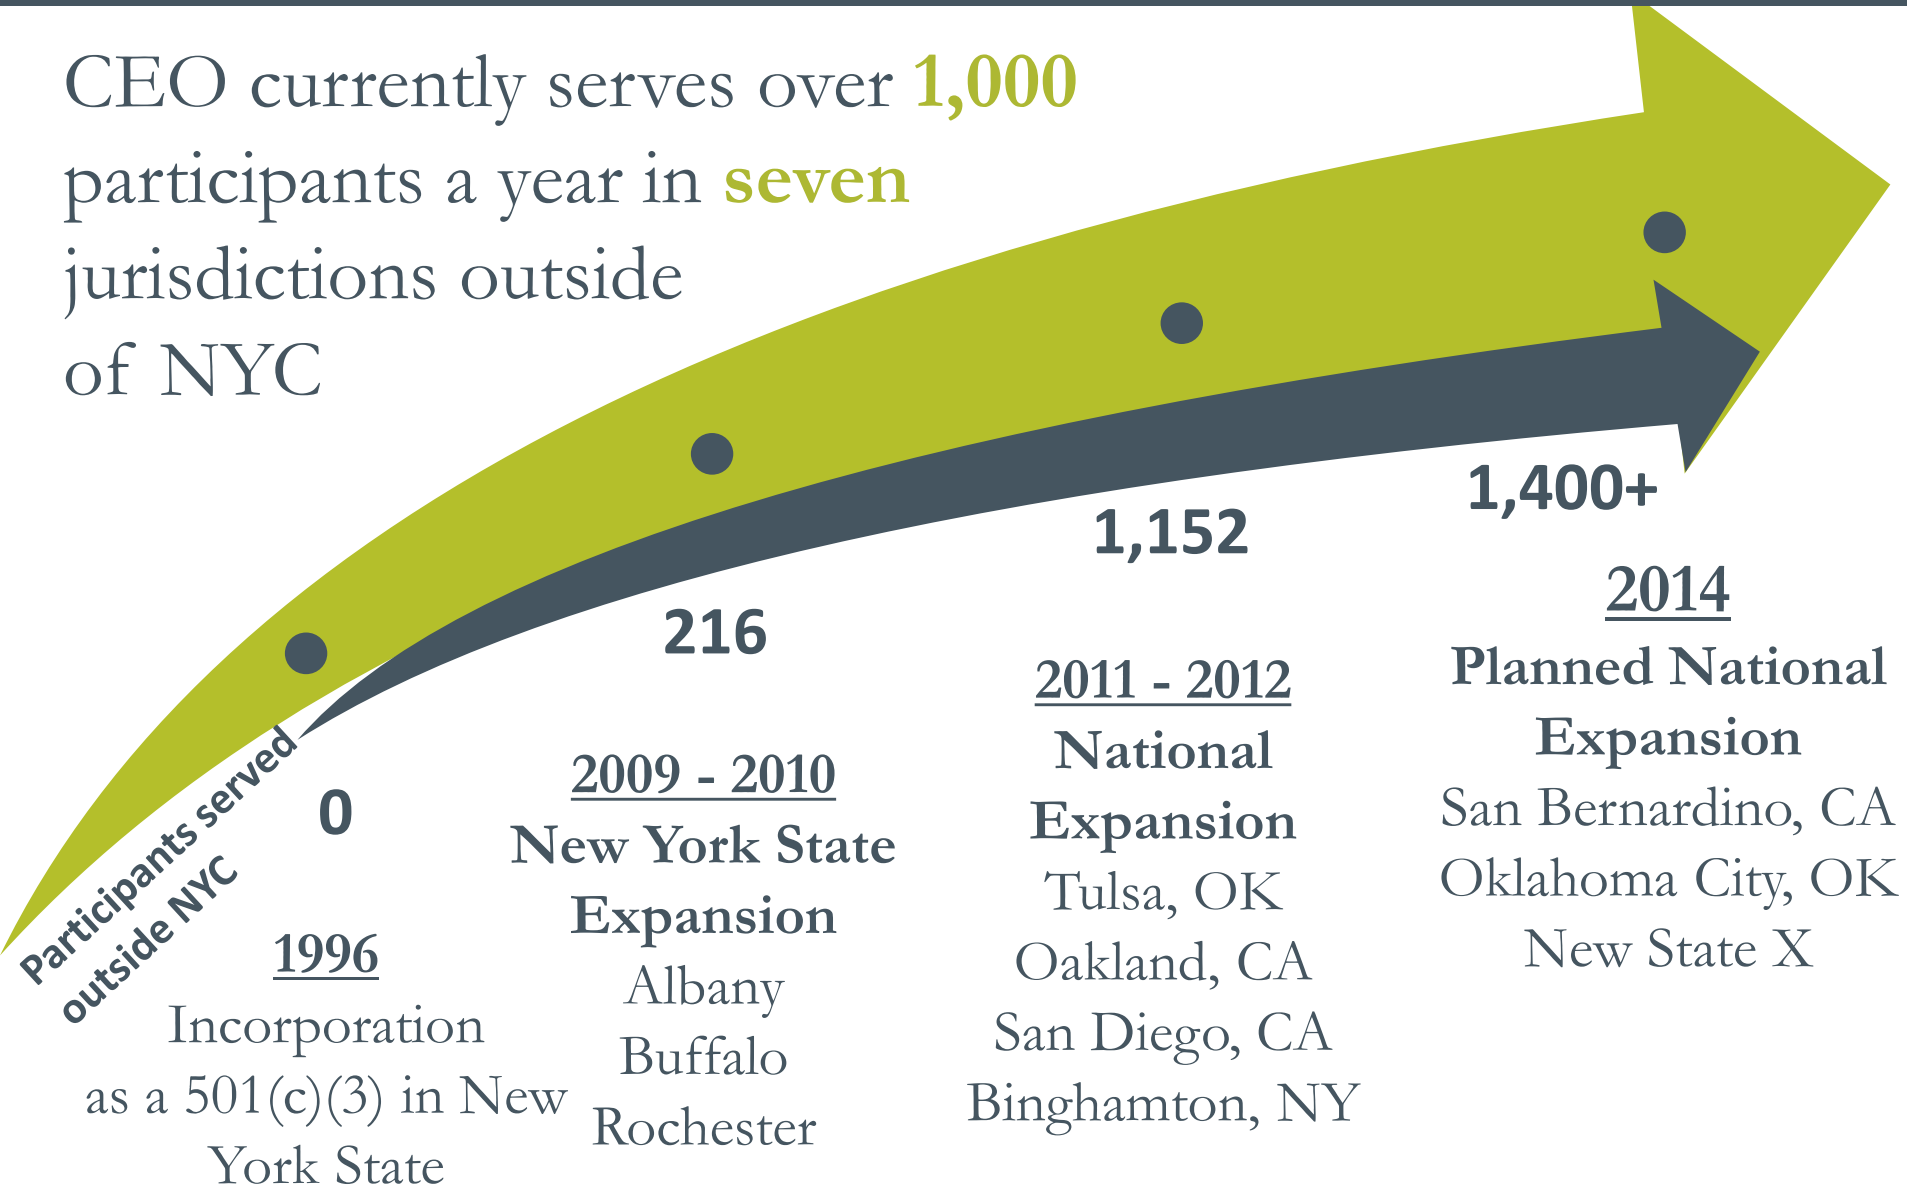 CEO currently serves over 1,000
participants a year in seven
jurisdictions outside
of NYC
Participants served
outside NYC
0
1996
Incorporation
as a 501(c)(3) in New
York State
216
2009 - 2010
New York State
Expansion
Albany
Buffalo
Rochester
1,152
2011 - 2012
National
Expansion
Tulsa, OK
Oakland, CA
San Diego, CA
Binghamton, NY
1,400+
2014
Planned National
Expansion
San Bernardino, CA
Oklahoma City, OK
New State X